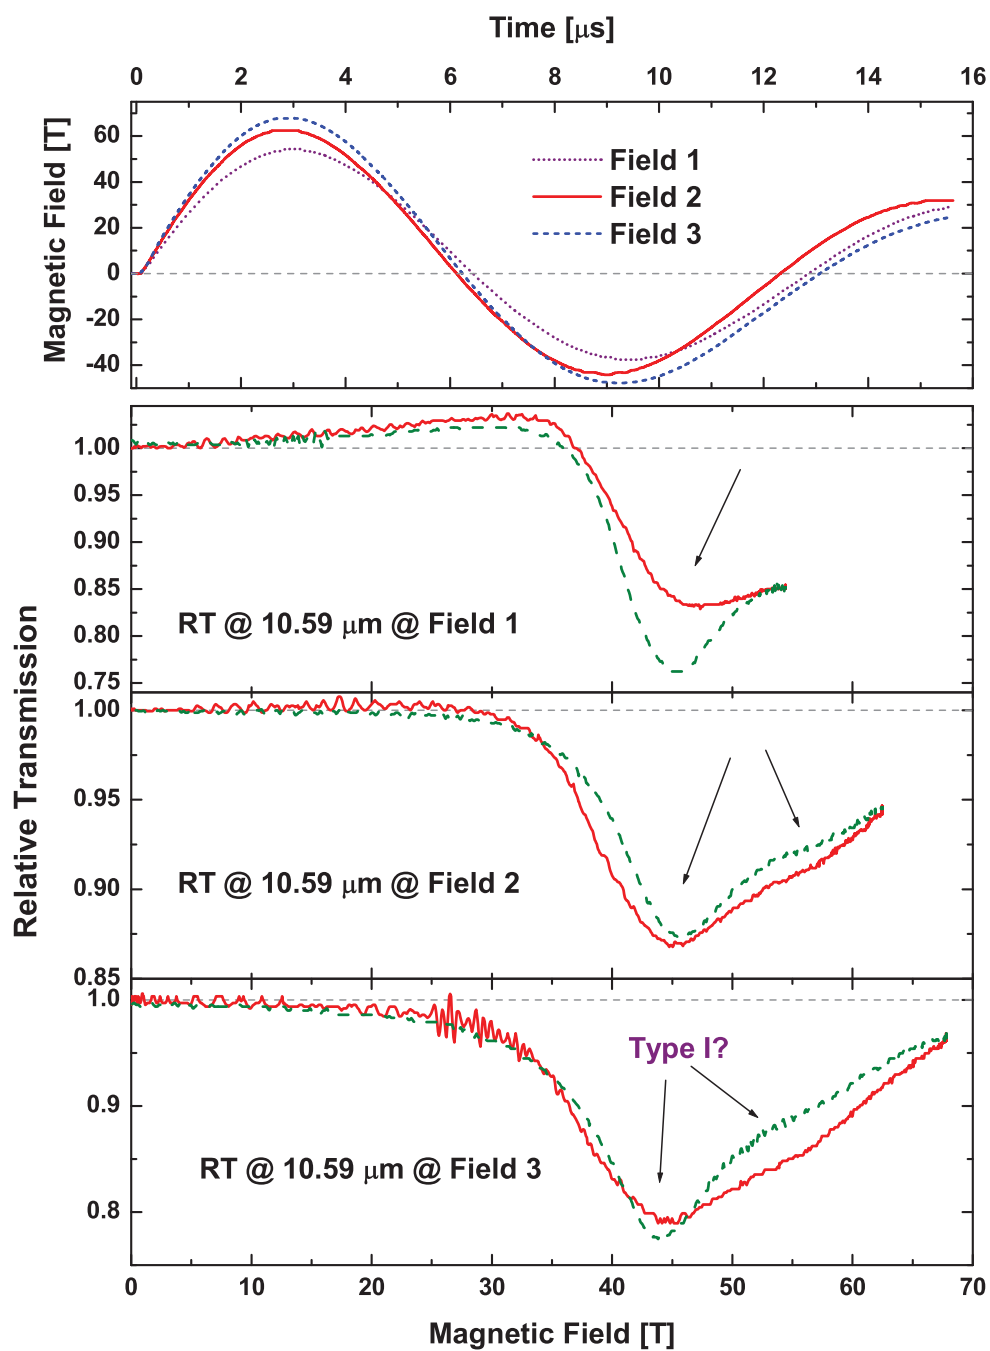 Time [μs]
0 2 4 6 8 10 12 14 16
Magnetic Field [T]
60
40
20
0
-20
-40
Field 1
Field 2
Field 3
Relative Transmission
1.00
0.95
0.90
0.85
0.80
0.75
RT @ 10.59 μm @ Field 1
1.00
0.95
0.90
0.85
RT @ 10.59 μm @ Field 2
1.0
0.9
0.8
Type I?
RT @ 10.59 μm @ Field 3
0 10 20 30 40 50 60 70
Magnetic Field [T]